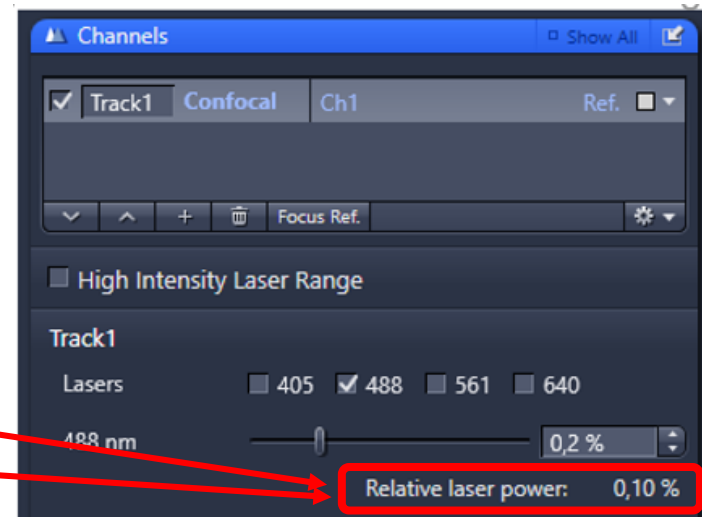 Channels Show All
Track1 Confocal Ch1 Ref.
Focus Ref.
High Intensity Laser Range
Track1
Lasers 405 488 561 640
488 nm 0,2 %
Relative laser power: 0,10 %